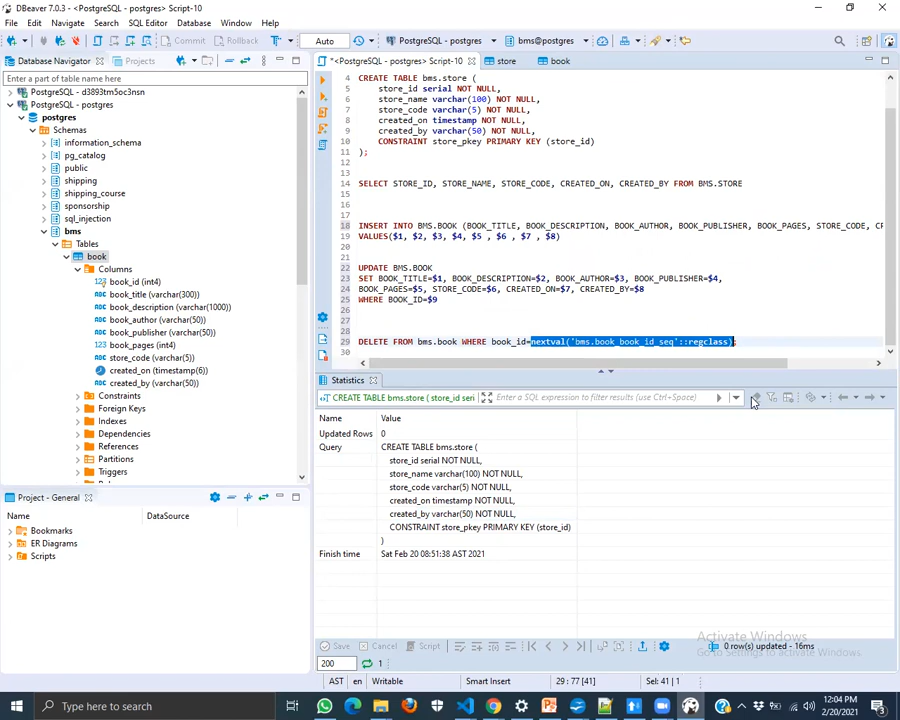 DBeaver 7.0.3 - <PostgreSQL - postgres> Script-10
File Edit Navigate Search SQL Editor Database Window Help
Commit Rollback Auto PostgreSQL - postgres bms@postgres
Database Navigator Projects
Enter a part of table name here
PostgreSQL - d3893tm5oc3nsn
PostgreSQL - postgres
postgres
Schemas
information_schema
pg_catalog
public
shipping
shipping_course
sponsorship
sql_injection
bms
Tables
book
Columns
book_id (int4)
book_title (varchar(300))
book_description (varchar(1000))
book_author (varchar(50))
book_publisher (varchar(50))
book_pages (int4)
store_code (varchar(5))
created_on (timestamp(6))
created_by (varchar(50))
Constraints
Foreign Keys
Indexes
Dependencies
References
Partitions
Triggers
Project - General
Name DataSource
Bookmarks
ER Diagrams
Scripts
*<PostgreSQL - postgres> Script-10 store book
4 CREATE TABLE bms.store (
5 store_id serial NOT NULL,
6 store_name varchar(100) NOT NULL,
7 store_code varchar(5) NOT NULL,
8 created_on timestamp NOT NULL,
9 created_by varchar(50) NOT NULL,
10 CONSTRAINT store_pkey PRIMARY KEY (store_id)
11 );
12
13
14 SELECT STORE_ID, STORE_NAME, STORE_CODE, CREATED_ON, CREATED_BY FROM BMS.STORE
15
16
17
18 INSERT INTO BMS.BOOK (BOOK_TITLE, BOOK_DESCRIPTION, BOOK_AUTHOR, BOOK_PUBLISHER, BOOK_PAGES, STORE_CODE, CF
19 VALUES($1, $2, $3, $4, $5 , $6 , $7 , $8)
20
21
22 UPDATE BMS.BOOK
23 SET BOOK_TITLE=$1, BOOK_DESCRIPTION=$2, BOOK_AUTHOR=$3, BOOK_PUBLISHER=$4,
24 BOOK_PAGES=$5, STORE_CODE=$6, CREATED_ON=$7, CREATED_BY=$8
25 WHERE BOOK_ID=$9
26
27
28
29 DELETE FROM bms.book WHERE book_id=nextval('bms.book_book_id_seq'::regclass);
30
Statistics
CREATE TABLE bms.store ( store_id seri Enter a SQL expression to filter results (use Ctrl+Space)
Name Value
Updated Rows 0
Query CREATE TABLE bms.store (
store_id serial NOT NULL,
store_name varchar(100) NOT NULL,
store_code varchar(5) NOT NULL,
created_on timestamp NOT NULL,
created_by varchar(50) NOT NULL,
CONSTRAINT store_pkey PRIMARY KEY (store_id)
)
Finish time Sat Feb 20 08:51:38 AST 2021
Activate Windows
Go to Settings to activate Windows.
Save Cancel Script 0 row(s) updated - 16ms
200 1
AST en Writable Smart Insert 29 : 77 [41] Sel: 41 | 1
Type here to search
12:04 PM
2/20/2021
3